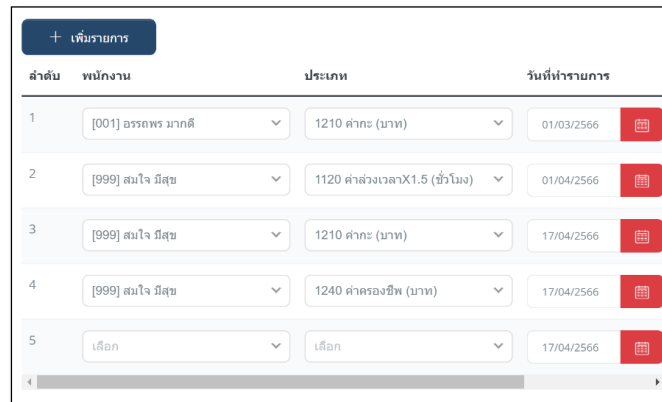 + เพิ่มรายการ
ลำดับ พนักงาน ประเภท วันที่ทำรายการ
1 [001] อรรถพร มากดี 1210 ค่ากะ (บาท) 01/03/2566
2 [999] สมใจ มีสุข 1120 ค่าล่วงเวลาX1.5 (ชั่วโมง) 01/04/2566
3 [999] สมใจ มีสุข 1210 ค่ากะ (บาท) 17/04/2566
4 [999] สมใจ มีสุข 1240 ค่าครองชีพ (บาท) 17/04/2566
5 เลือก เลือก 17/04/2566